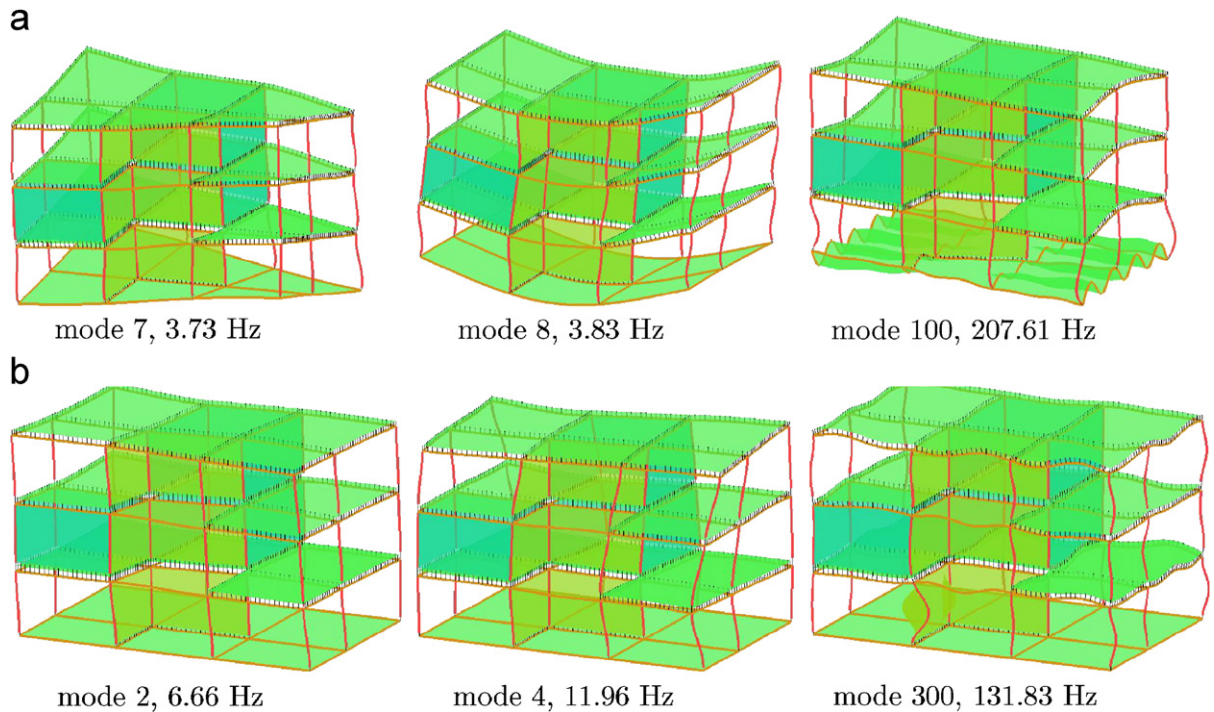 a
mode 7, 3.73 Hz
mode 8, 3.83 Hz
mode 100, 207.61 Hz
b
mode 2, 6.66 Hz
mode 4, 11.96 Hz
mode 300, 131.83 Hz